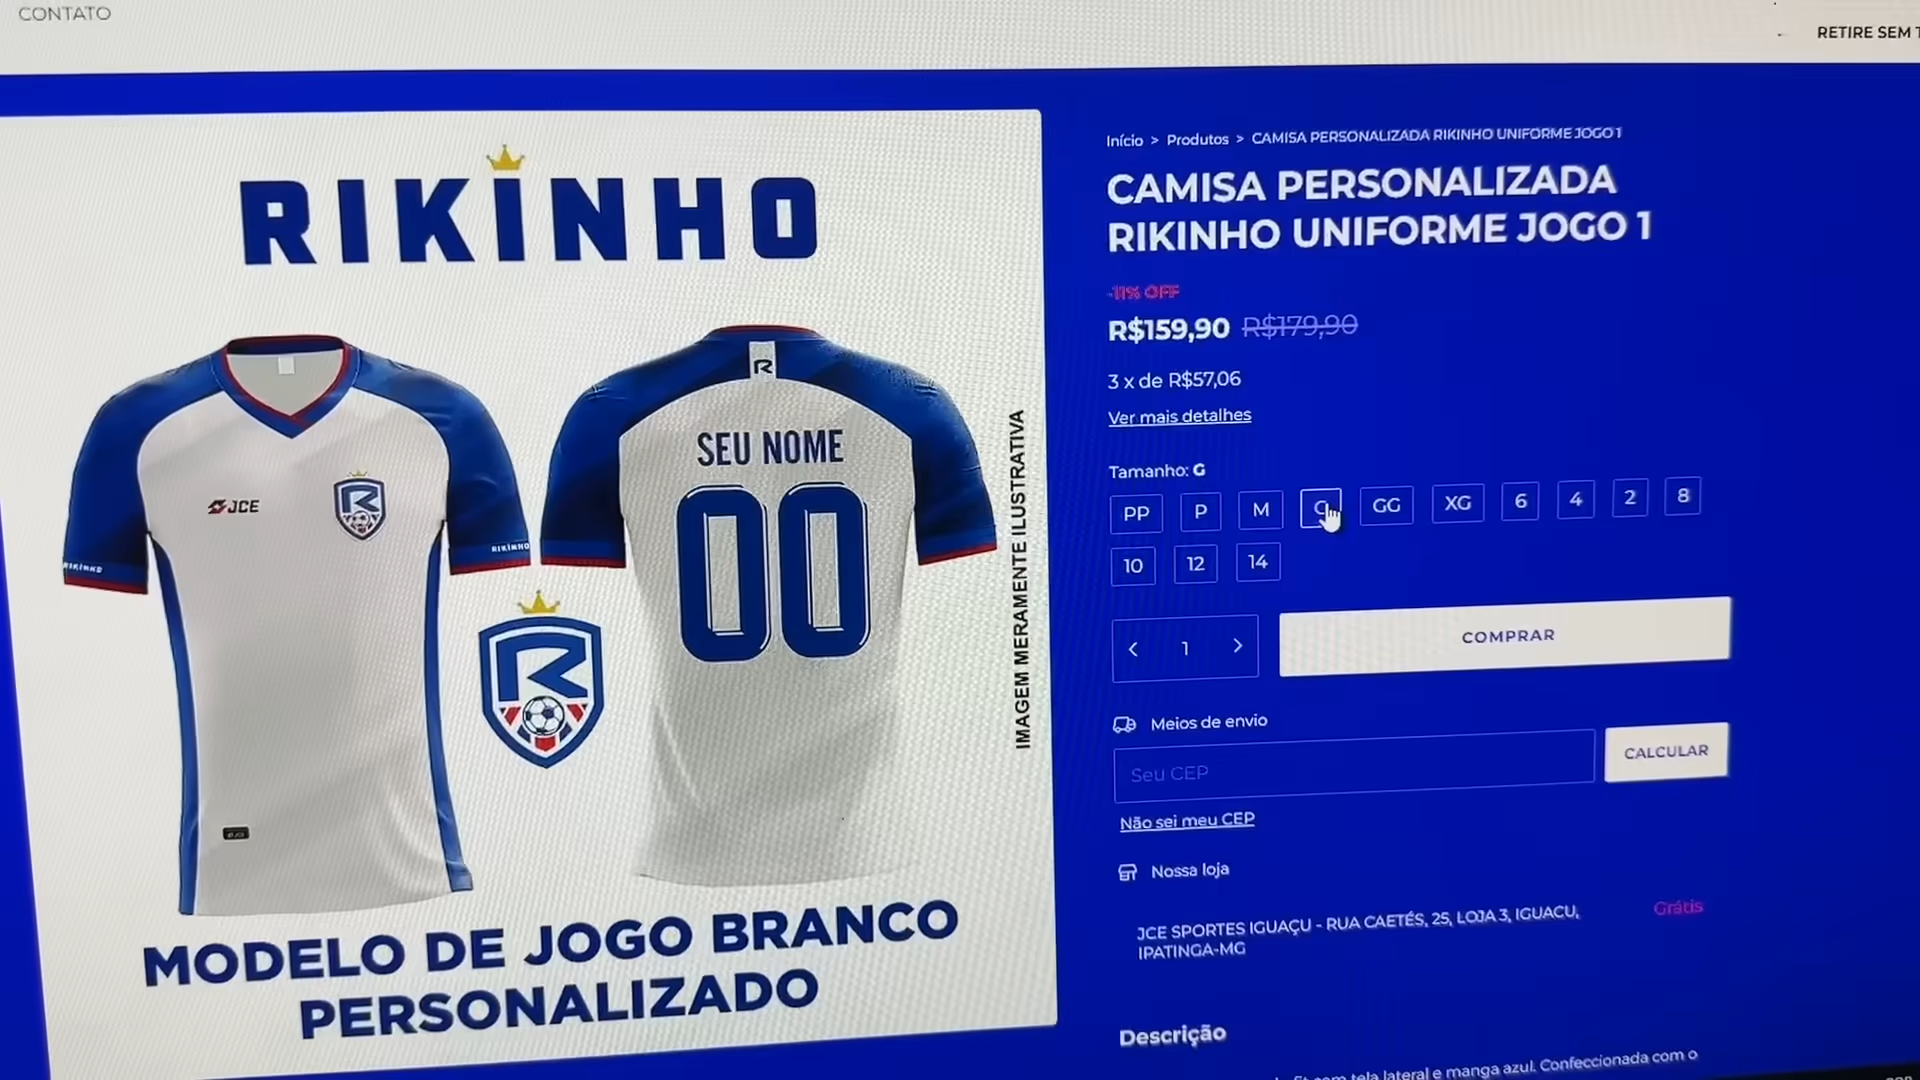 CONTATO
RETIRE SEM
RIKINHO
JCE
RIKINHO
RIKINHO
R
R
SEU NOME
00
R
IMAGEM MERAMENTE ILUSTRATIVA
MODELO DE JOGO BRANCO
PERSONALIZADO
Início > Produtos > CAMISA PERSONALIZADA RIKINHO UNIFORME JOGO 1
CAMISA PERSONALIZADA
RIKINHO UNIFORME JOGO 1
-11% OFF
R$159,90 R$179,90
3 x de R$57,06
Ver mais detalhes
Tamanho: G
PP P M G GG XG 6 4 2 8
10 12 14
< 1 >
COMPRAR
Meios de envio
Seu CEP
CALCULAR
Não sei meu CEP
Nossa loja
JCE SPORTES IGUAÇU - RUA CAETÉS, 25, LOJA 3, IGUACU,
IPATINGA-MG
Grátis
Descrição
com tela lateral e manga azul. Confeccionada com o